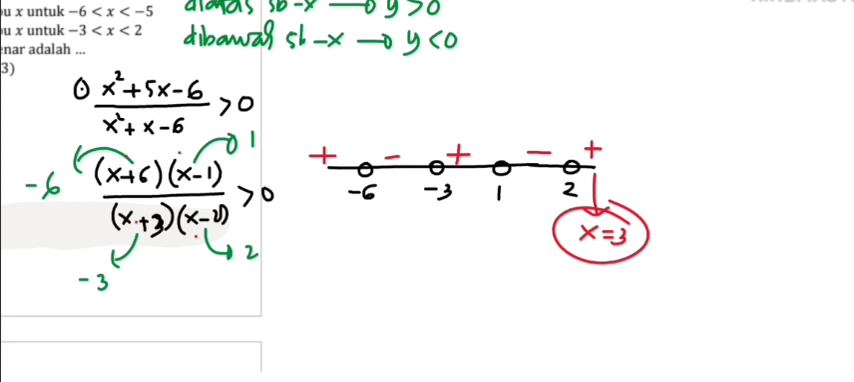 u x untuk −6 < x < −5
u x untuk −3 < x < 2
nar adalah ...
3)
diatas sb-x → y>0
dibawah sb-x → y<0
(x²+5x-6)/(x²+x-6) >0
((x+6)(x-1))/((x+3)(x-2)) >0
-6
1
-3
2
+ - + - +
-6 -3 1 2
x=3